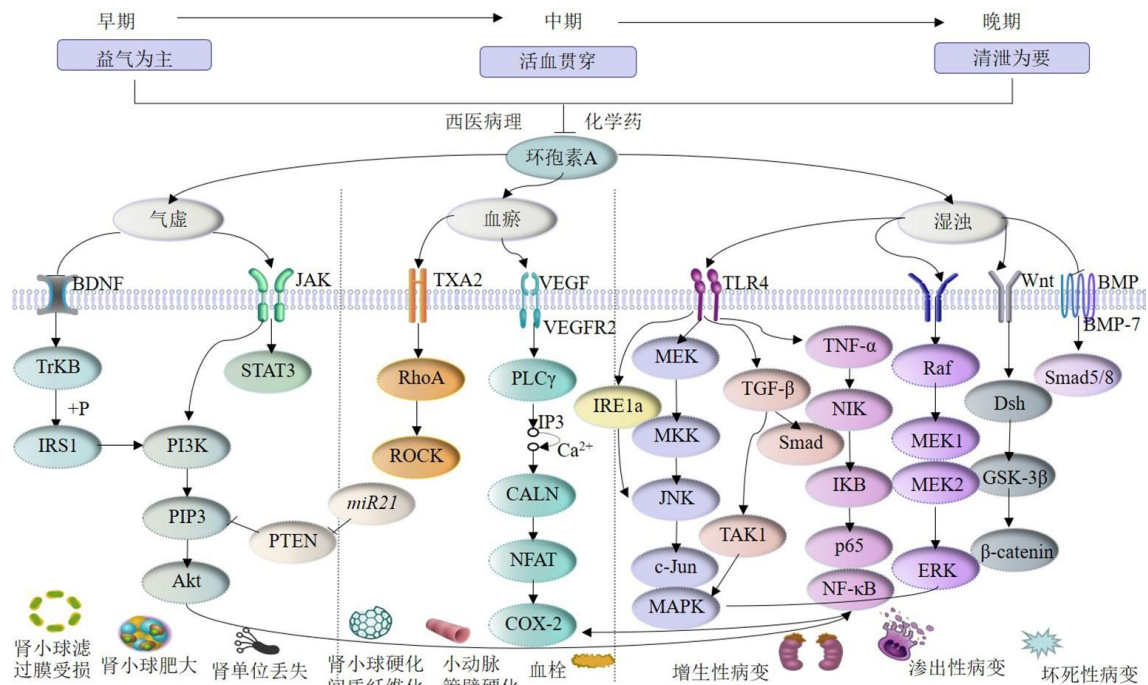 早期
中期
晚期
益气为主
活血贯穿
清泄为要
西医病理
化学药
环孢素A
气虚
血瘀
湿浊
BDNF
JAK
TXA2
VEGF
VEGFR2
TLR4
Wnt
BMP
BMP-7
TrKB
STAT3
+P
IRS1
PI3K
PIP3
Akt
PTEN
miR21
RhoA
ROCK
PLCγ
IP3
Ca²⁺
CALN
NFAT
COX-2
MEK
IRE1a
MKK
JNK
c-Jun
MAPK
TGF-β
Smad
TAK1
TNF-α
NIK
IKB
p65
NF-κB
Raf
MEK1
MEK2
ERK
Dsh
GSK-3β
β-catenin
Smad5/8
肾小球滤
过膜受损
肾小球肥大
肾单位丢失
肾小球硬化
小动脉
血栓
增生性病变
渗出性病变
坏死性病变